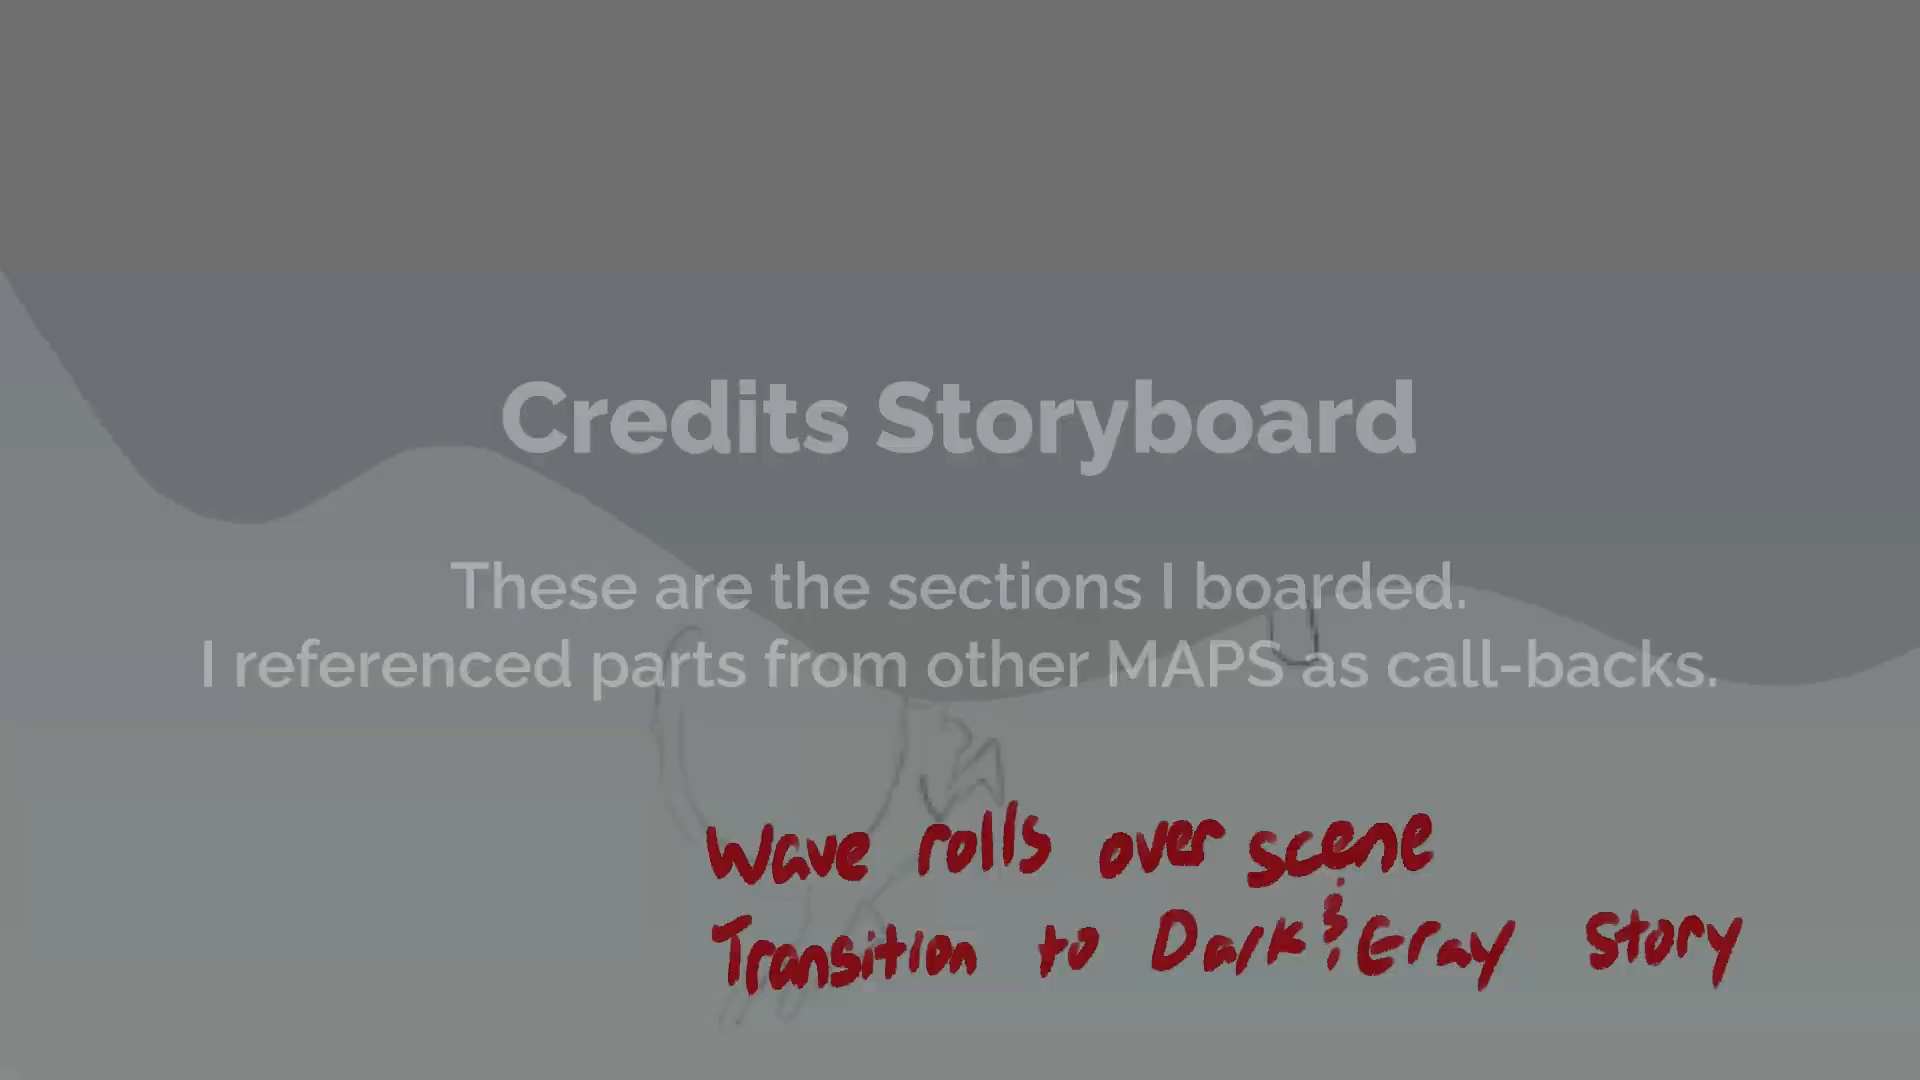 Credits Storyboard
These are the sections I boarded.
I referenced parts from other MAPS as call-backs.
Wave rolls over scene
Transition to Dark & Gray Story